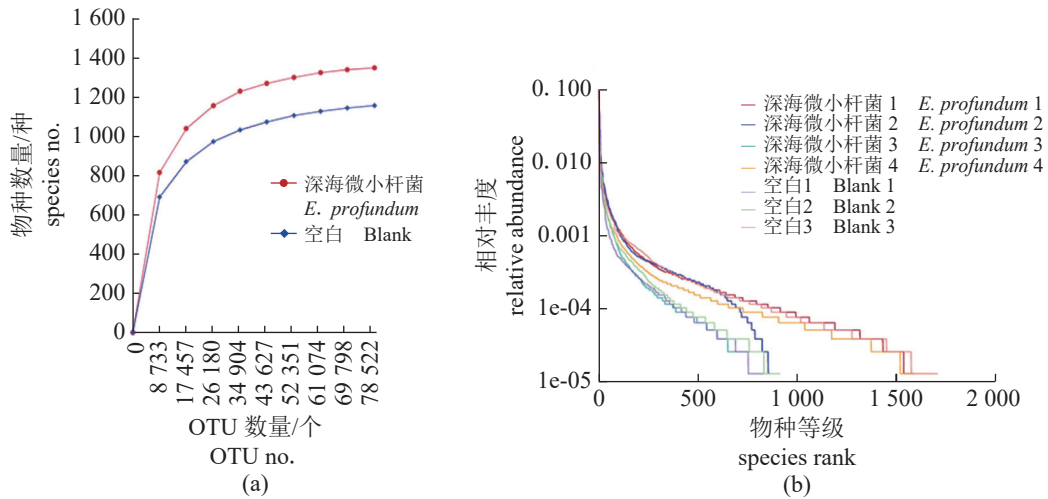 1 600
1 400
1 200
1 000
800
600
400
200
0
物种数量/种
species no.
深海微小杆菌
E. profundum
空白 Blank
0
8 733
17 457
26 180
34 904
43 627
52 351
61 074
69 798
78 522
OTU 数量/个
OTU no.
(a)
0. 100
0. 010
0.001
1e-04
1e-05
相对丰度
relative abundance
深海微小杆菌 1 E. profundum 1
深海微小杆菌 2 E. profundum 2
深海微小杆菌 3 E. profundum 3
深海微小杆菌 4 E. profundum 4
空白1 Blank 1
空白2 Blank 2
空白3 Blank 3
0 500 1 000 1 500 2 000
物种等级
species rank
(b)